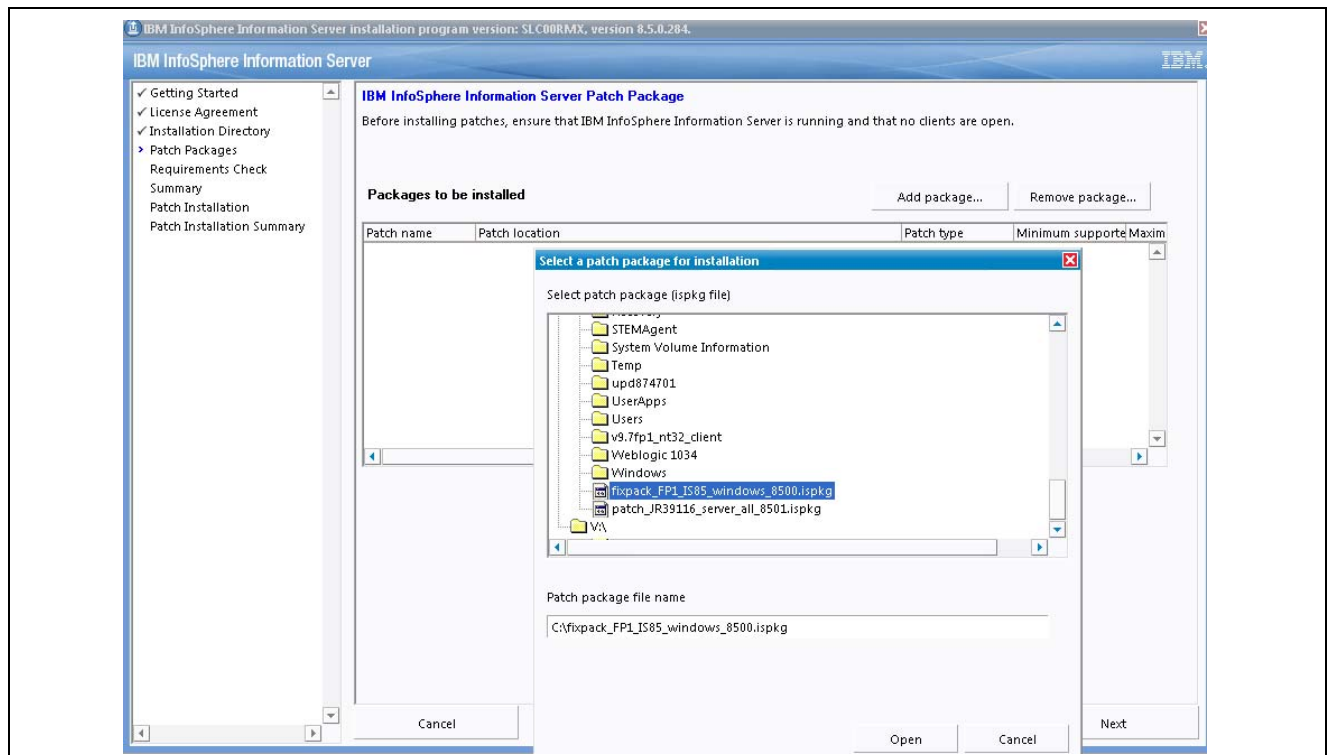 IBM InfoSphere Information Server installation program version: SLC00RMX, version 8.5.0.284.
IBM InfoSphere Information Server
IBM.
Getting Started
License Agreement
Installation Directory
Patch Packages
Requirements Check
Summary
Patch Installation
Patch Installation Summary
IBM InfoSphere Information Server Patch Package
Before installing patches, ensure that IBM InfoSphere Information Server is running and that no clients are open.
Packages to be installed
Add package...
Remove package...
Patch name Patch location Patch type Minimum supporte Maxim
Select a patch package for installation
Select patch package (ispkg file)
STEMAgent
System Volume Information
Temp
upd874701
UserApps
Users
v9.7fp1_nt32_client
Weblogic 1034
Windows
fixpack_FP1_IS85_windows_8500.ispkg
patch_JR39116_server_all_8501.ispkg
V:\
Patch package file name
C:\fixpack_FP1_IS85_windows_8500.ispkg
Open
Cancel
Cancel
Next